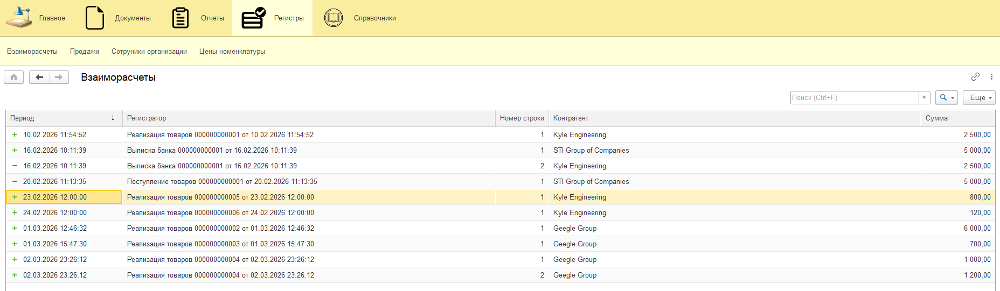 Главное Документы Отчеты Регистры Справочники
Взаиморасчеты Продажи Сотруники организации Цены номенклатуры
Взаиморасчеты
Поиск (Ctrl+F) × Еще
Период ↓ Регистратор Номер строки Контрагент Сумма
+ 10.02.2026 11:54:52 Реализация товаров 000000000001 от 10.02.2026 11:54:52 1 Kyle Engineering 2 500,00
+ 16.02.2026 10:11:39 Выписка банка 000000000001 от 16.02.2026 10:11:39 1 STI Group of Companies 5 000,00
− 16.02.2026 10:11:39 Выписка банка 000000000001 от 16.02.2026 10:11:39 2 Kyle Engineering 2 500,00
− 20.02.2026 11:13:35 Поступление товаров 000000000001 от 20.02.2026 11:13:35 1 STI Group of Companies 5 000,00
+ 23.02.2026 12:00:00 Реализация товаров 000000000005 от 23.02.2026 12:00:00 1 Kyle Engineering 800,00
+ 24.02.2026 12:00:00 Реализация товаров 000000000006 от 24.02.2026 12:00:00 1 Kyle Engineering 120,00
+ 01.03.2026 12:46:32 Реализация товаров 000000000002 от 01.03.2026 12:46:32 1 Geegle Group 6 000,00
+ 01.03.2026 15:47:30 Реализация товаров 000000000003 от 01.03.2026 15:47:30 1 Geegle Group 700,00
+ 02.03.2026 23:26:12 Реализация товаров 000000000004 от 02.03.2026 23:26:12 1 Geegle Group 1 000,00
+ 02.03.2026 23:26:12 Реализация товаров 000000000004 от 02.03.2026 23:26:12 2 Geegle Group 1 200,00